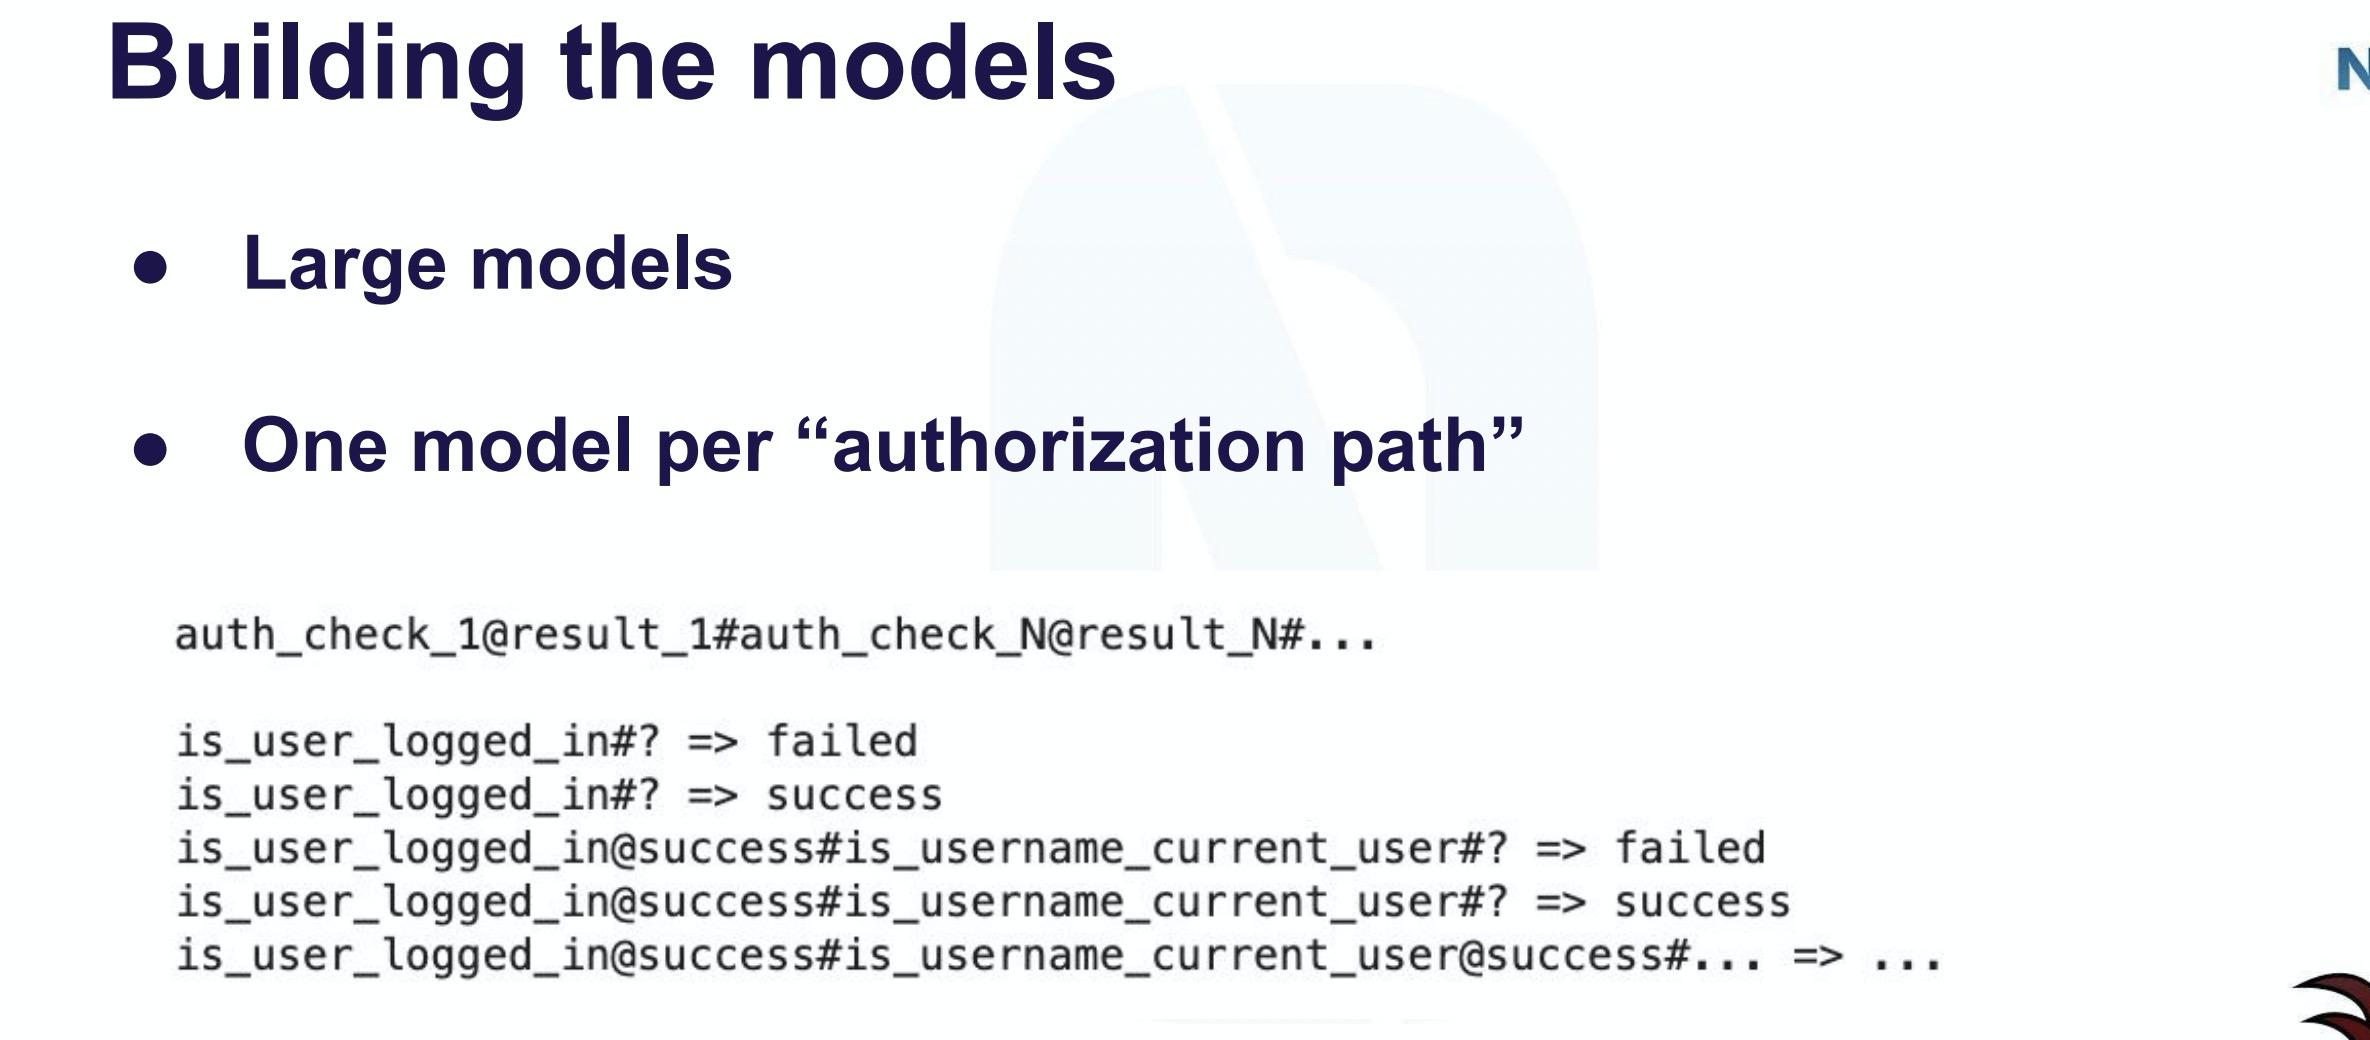 Building the models
N
● Large models
● One model per “authorization path”
auth_check_1@result_1#auth_check_N@result_N#...
is_user_logged_in#? => failed
is_user_logged_in#? => success
is_user_logged_in@success#is_username_current_user#? => failed
is_user_logged_in@success#is_username_current_user#? => success
is_user_logged_in@success#is_username_current_user@success#... => ...